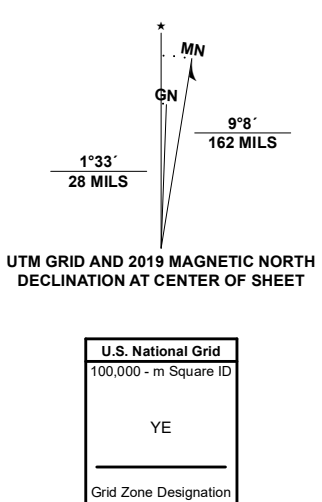 ★
MN
GN
9°8´
162 MILS
1°33´
28 MILS
UTM GRID AND 2019 MAGNETIC NORTH
DECLINATION AT CENTER OF SHEET
U.S. National Grid
100,000 - m Square ID
YE
Grid Zone Designation